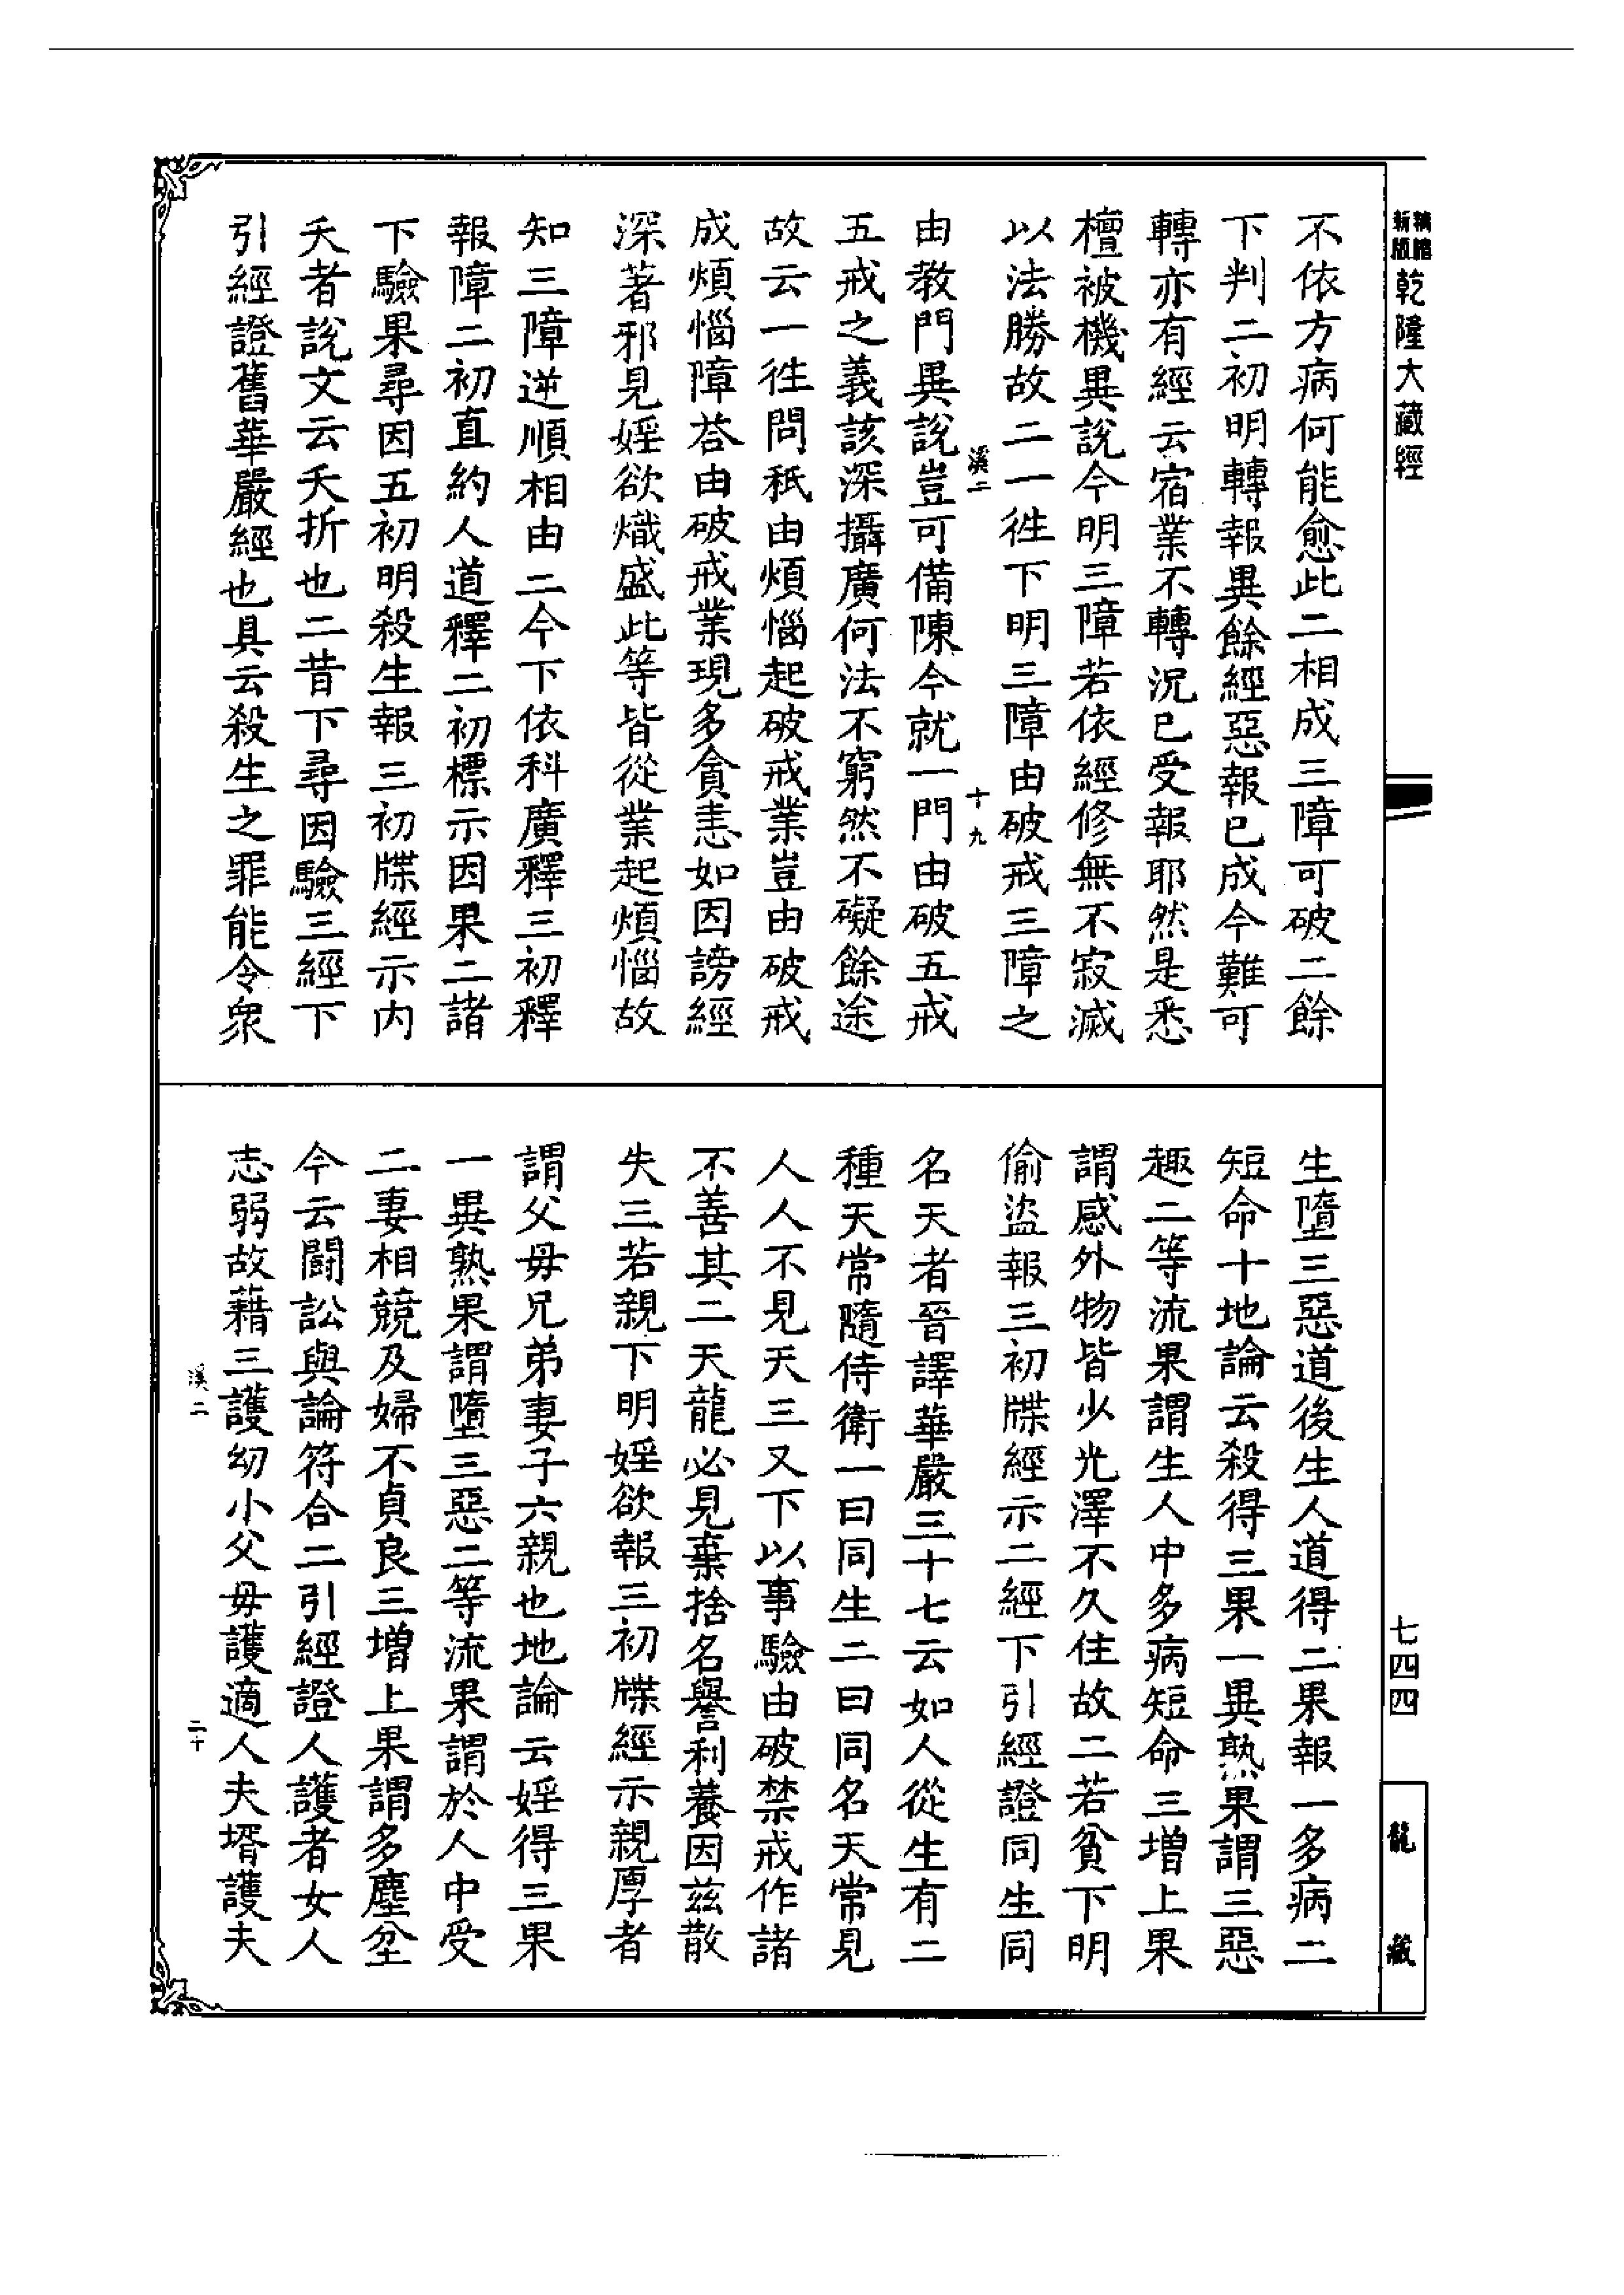 精縮
新版
乾隆大藏經
不依方病何能愈此二相成三障可破二餘
下判二初明轉報異餘經惡報已成今難可
轉亦有經云宿業不轉況已受報耶然是悉
檀被機異說今明三障若依經修無不寂滅
以法勝故二一徃下明三障由破戒三障之
溪二
十九
由教門異說豈可備陳今就一門由破五戒
五戒之義該深攝廣何法不窮然不礙餘途
故云一徃問秖由煩惱起破戒業豈由破戒
成煩惱障荅由破戒業現多貪恚如因謗經
深著邪見婬欲熾盛此等皆從業起煩惱故
知三障逆順相由二今下依科廣釋三初釋
報障二初直約人道釋二初標示因果二諸
下驗果尋因五初明殺生報三初牒經示内
夭者說文云夭折也二昔下尋因驗三經下
引經證舊華嚴經也具云殺生之罪能令衆
生墮三惡道後生人道得二果報一多病二
短命十地論云殺得三果一異熟果謂三惡
趣二等流果謂生人中多病短命三增上果
謂感外物皆少光澤不久住故二若貧下明
偷盜報三初牒經示二經下引經證同生同
名天者晉譯華嚴三十七云如人從生有二
種天常隨侍衛一曰同生二曰同名天常見
人人不見天三又下以事驗由破禁戒作諸
不善其二天龍必見棄捨名譽利養因茲散
失三若親下明婬欲報三初牒經示親厚者
謂父毋兄弟妻子六親也地論云婬得三果
一異熟果謂墮三惡二等流果謂於人中受
二妻相競及婦不貞良三增上果謂多塵坌
今云鬪訟與論符合二引經證人護者女人
志弱故藉三護幼小父毋護適人夫壻護夫
溪二
二十
七四四
龍藏